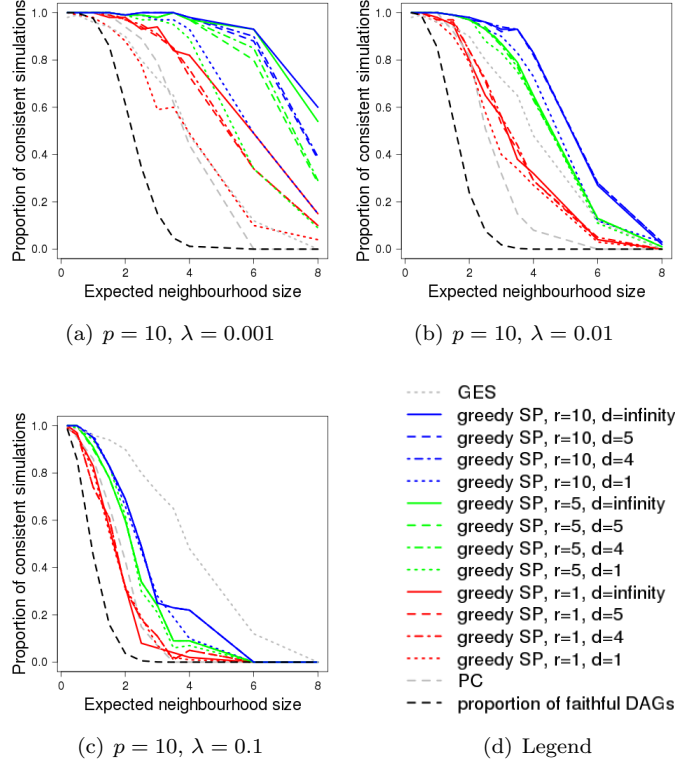 Proportion of consistent simulations
1.0
0.8
0.6
0.4
0.2
0.0
0 2 4 6 8
Expected neighbourhood size
(a) p = 10, λ = 0.001
Proportion of consistent simulations
1.0
0.8
0.6
0.4
0.2
0.0
0 2 4 6 8
Expected neighbourhood size
(b) p = 10, λ = 0.01
Proportion of consistent simulations
1.0
0.8
0.6
0.4
0.2
0.0
0 2 4 6 8
Expected neighbourhood size
(c) p = 10, λ = 0.1
GES
greedy SP, r=10, d=infinity
greedy SP, r=10, d=5
greedy SP, r=10, d=4
greedy SP, r=10, d=1
greedy SP, r=5, d=infinity
greedy SP, r=5, d=5
greedy SP, r=5, d=4
greedy SP, r=5, d=1
greedy SP, r=1, d=infinity
greedy SP, r=1, d=5
greedy SP, r=1, d=4
greedy SP, r=1, d=1
PC
proportion of faithful DAGs
(d) Legend